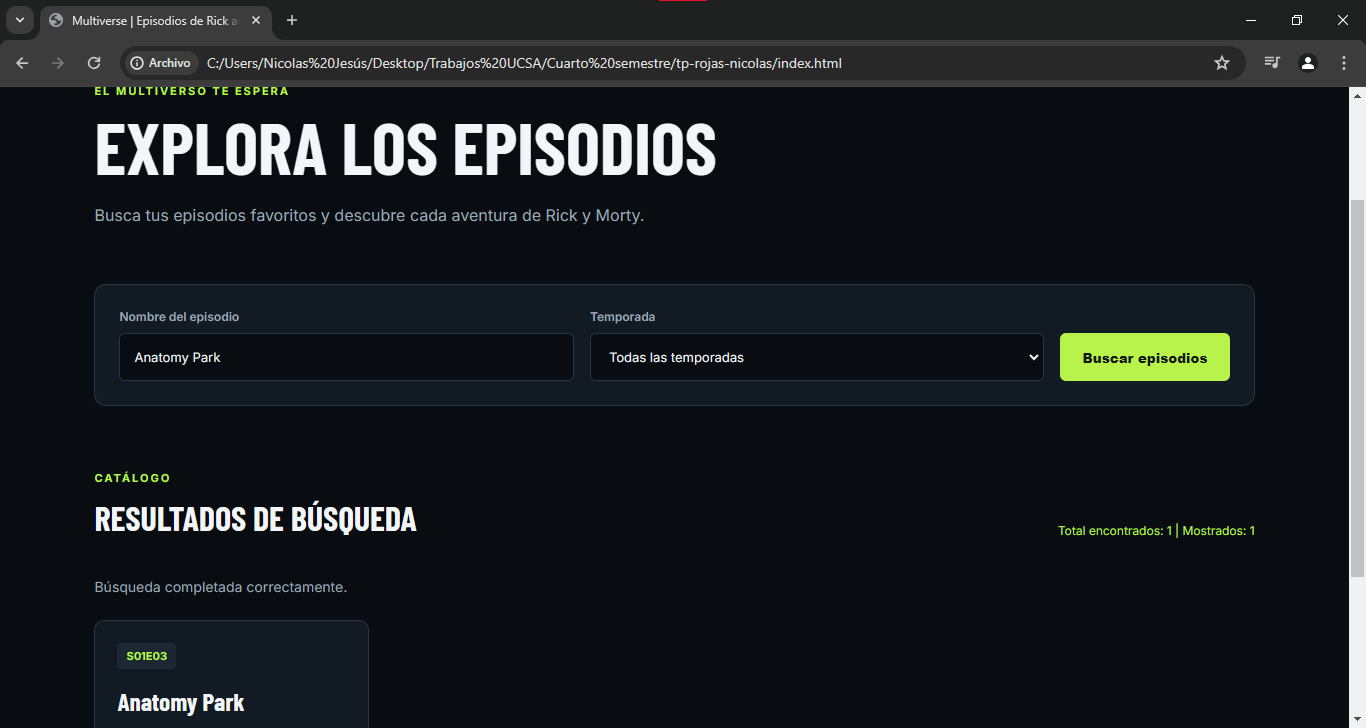 Multiverse | Episodios de Rick a
Archivo C:/Users/Nicolas%20Jesús/Desktop/Trabajos%20UCSA/Cuarto%20semestre/tp-rojas-nicolas/index.html
EL MULTIVERSO TE ESPERA
EXPLORA LOS EPISODIOS
Busca tus episodios favoritos y descubre cada aventura de Rick y Morty.
Nombre del episodio Temporada
Anatomy Park Todas las temporadas Buscar episodios
CATÁLOGO
RESULTADOS DE BÚSQUEDA
Total encontrados: 1 | Mostrados: 1
Búsqueda completada correctamente.
S01E03
Anatomy Park